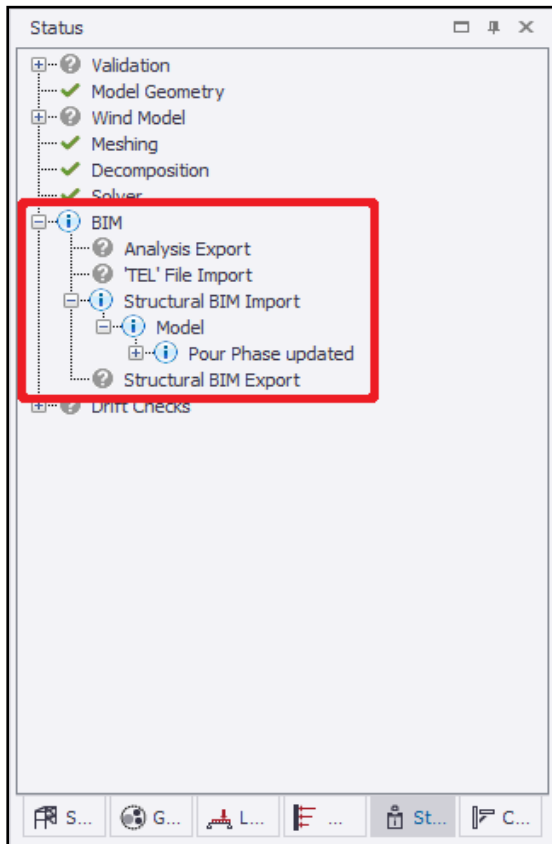 Status
Validation
Model Geometry
Wind Model
Meshing
Decomposition
Solver
BIM
Analysis Export
'TEL' File Import
Structural BIM Import
Model
Pour Phase updated
Structural BIM Export
Drift Checks
S... G... L... ... St... C...